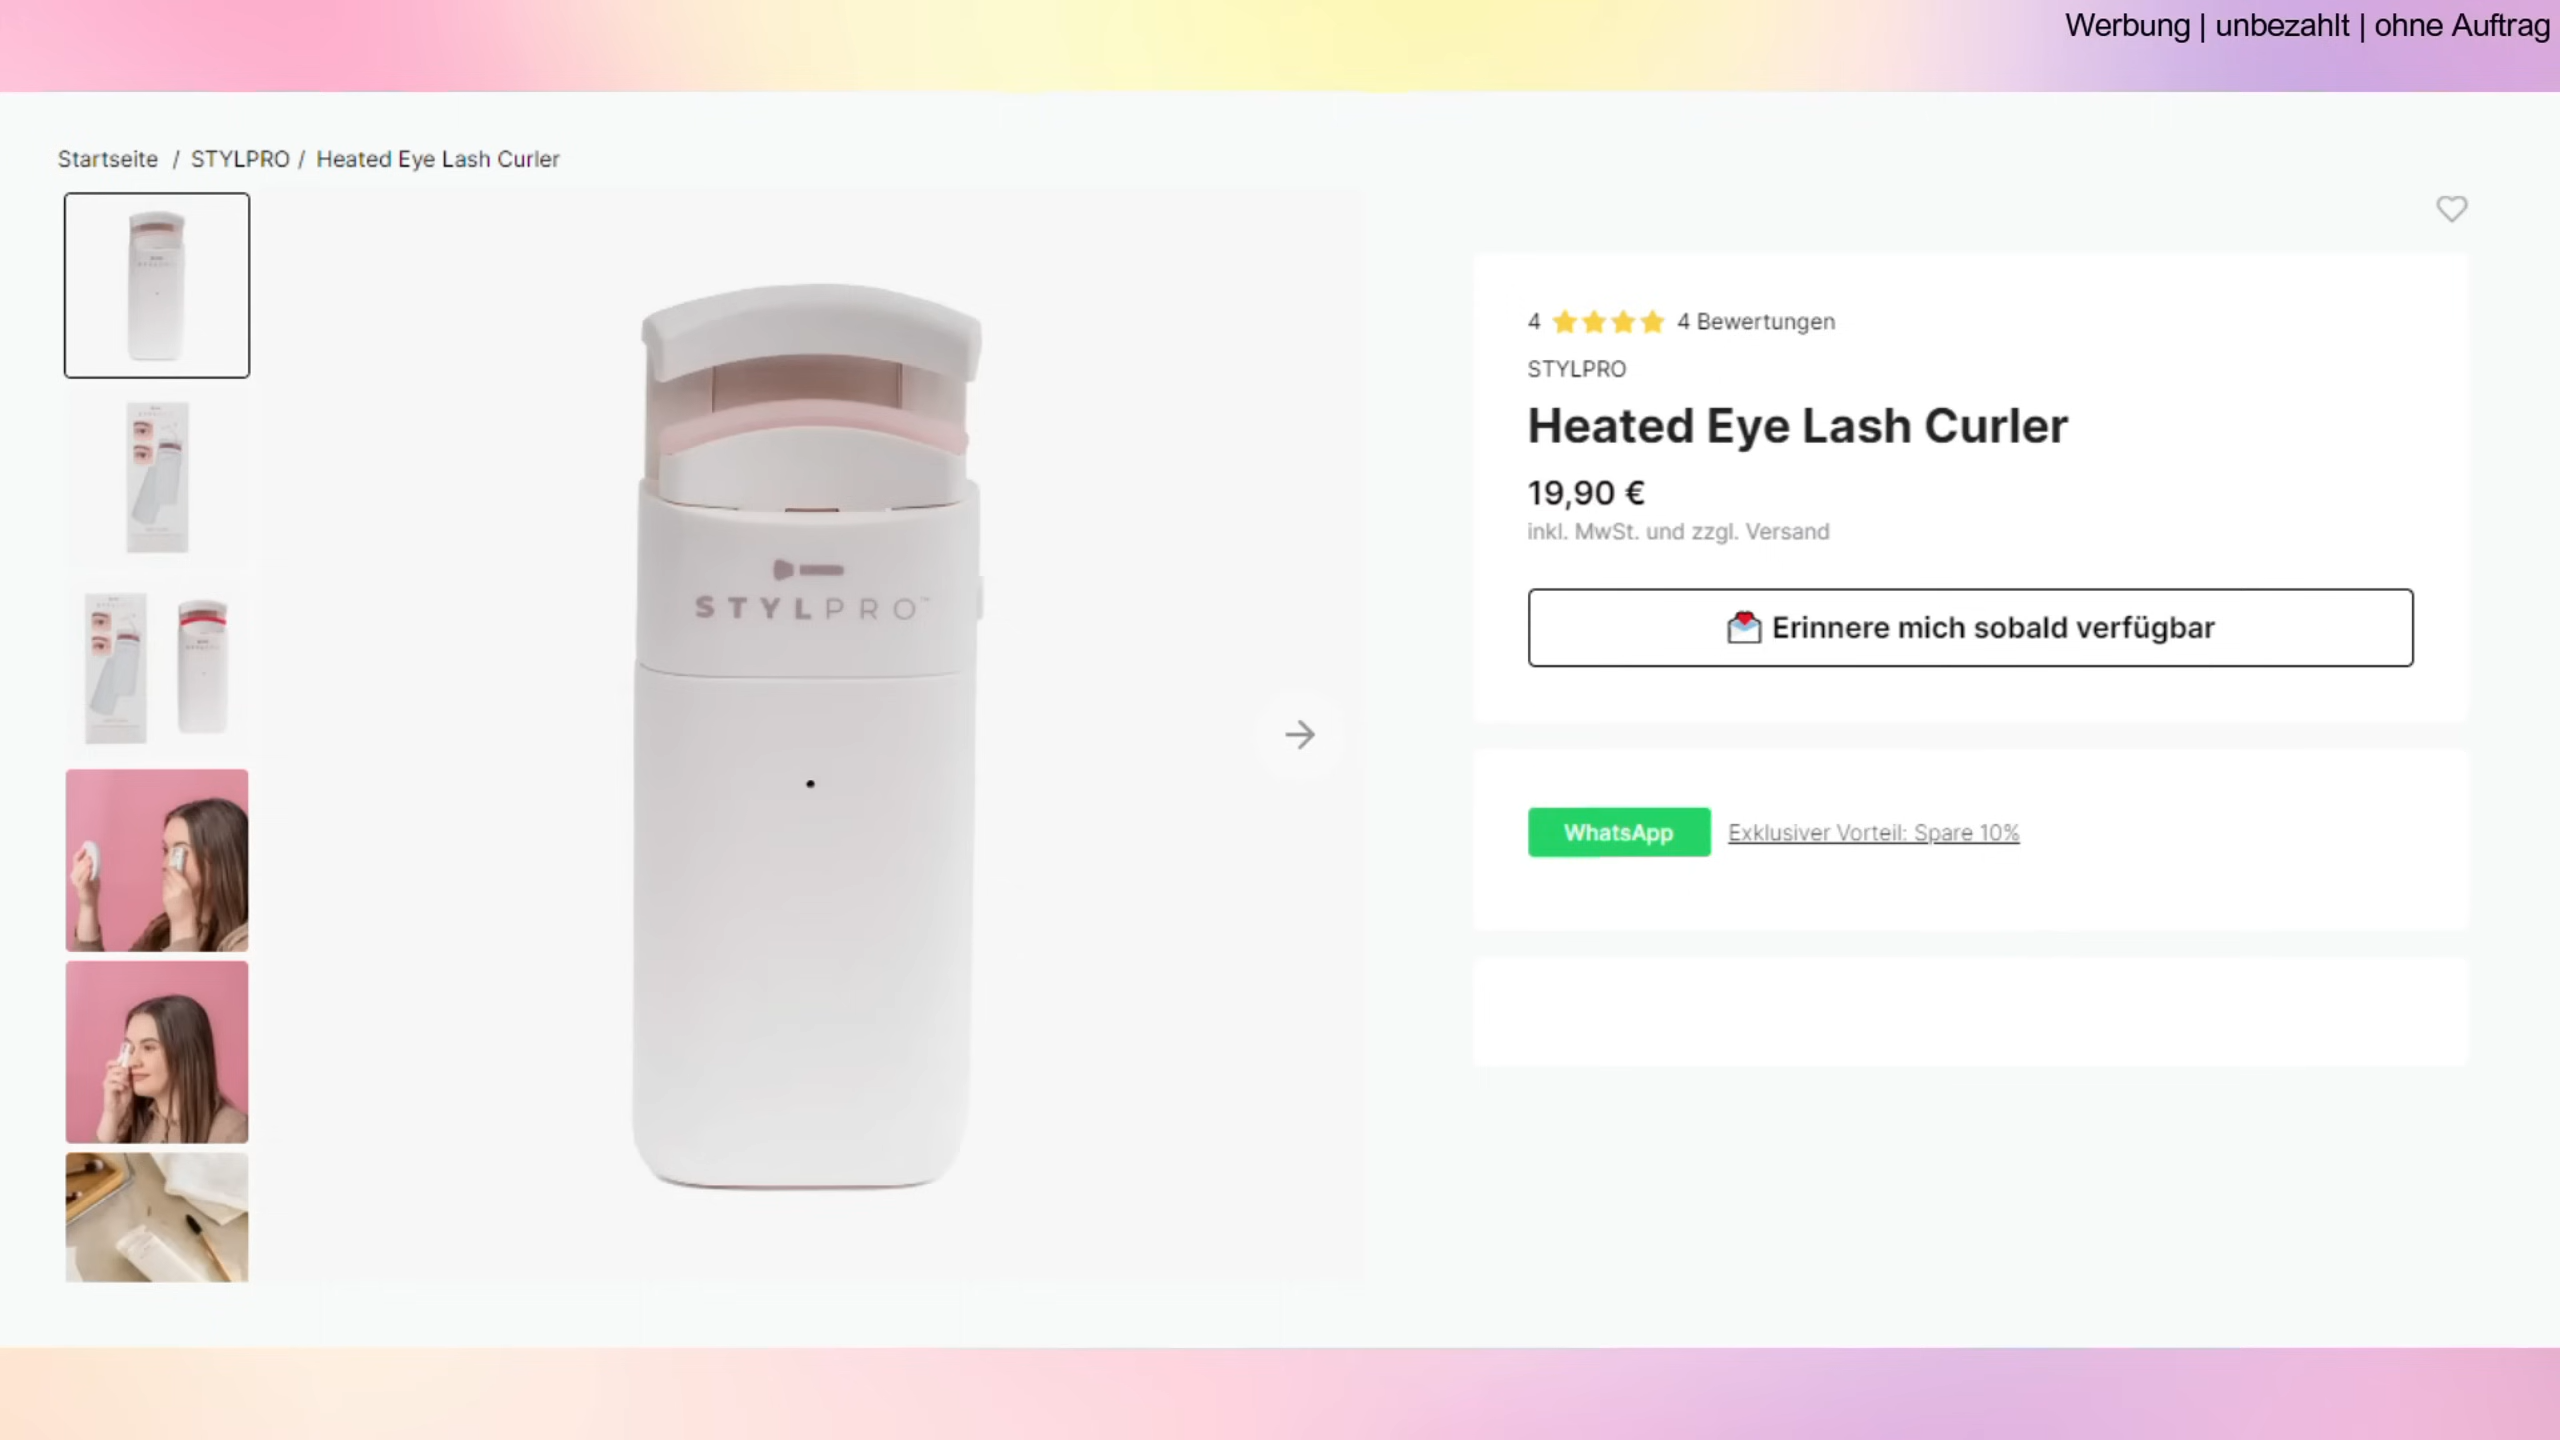 Werbung | unbezahlt | ohne Auftrag
Startseite / STYLPRO / Heated Eye Lash Curler
STYLPRO™
4 ★★★★ 4 Bewertungen
STYLPRO
Heated Eye Lash Curler
19,90 €
inkl. MwSt. und zzgl. Versand
💌 Erinnere mich sobald verfügbar
WhatsApp Exklusiver Vorteil: Spare 10%